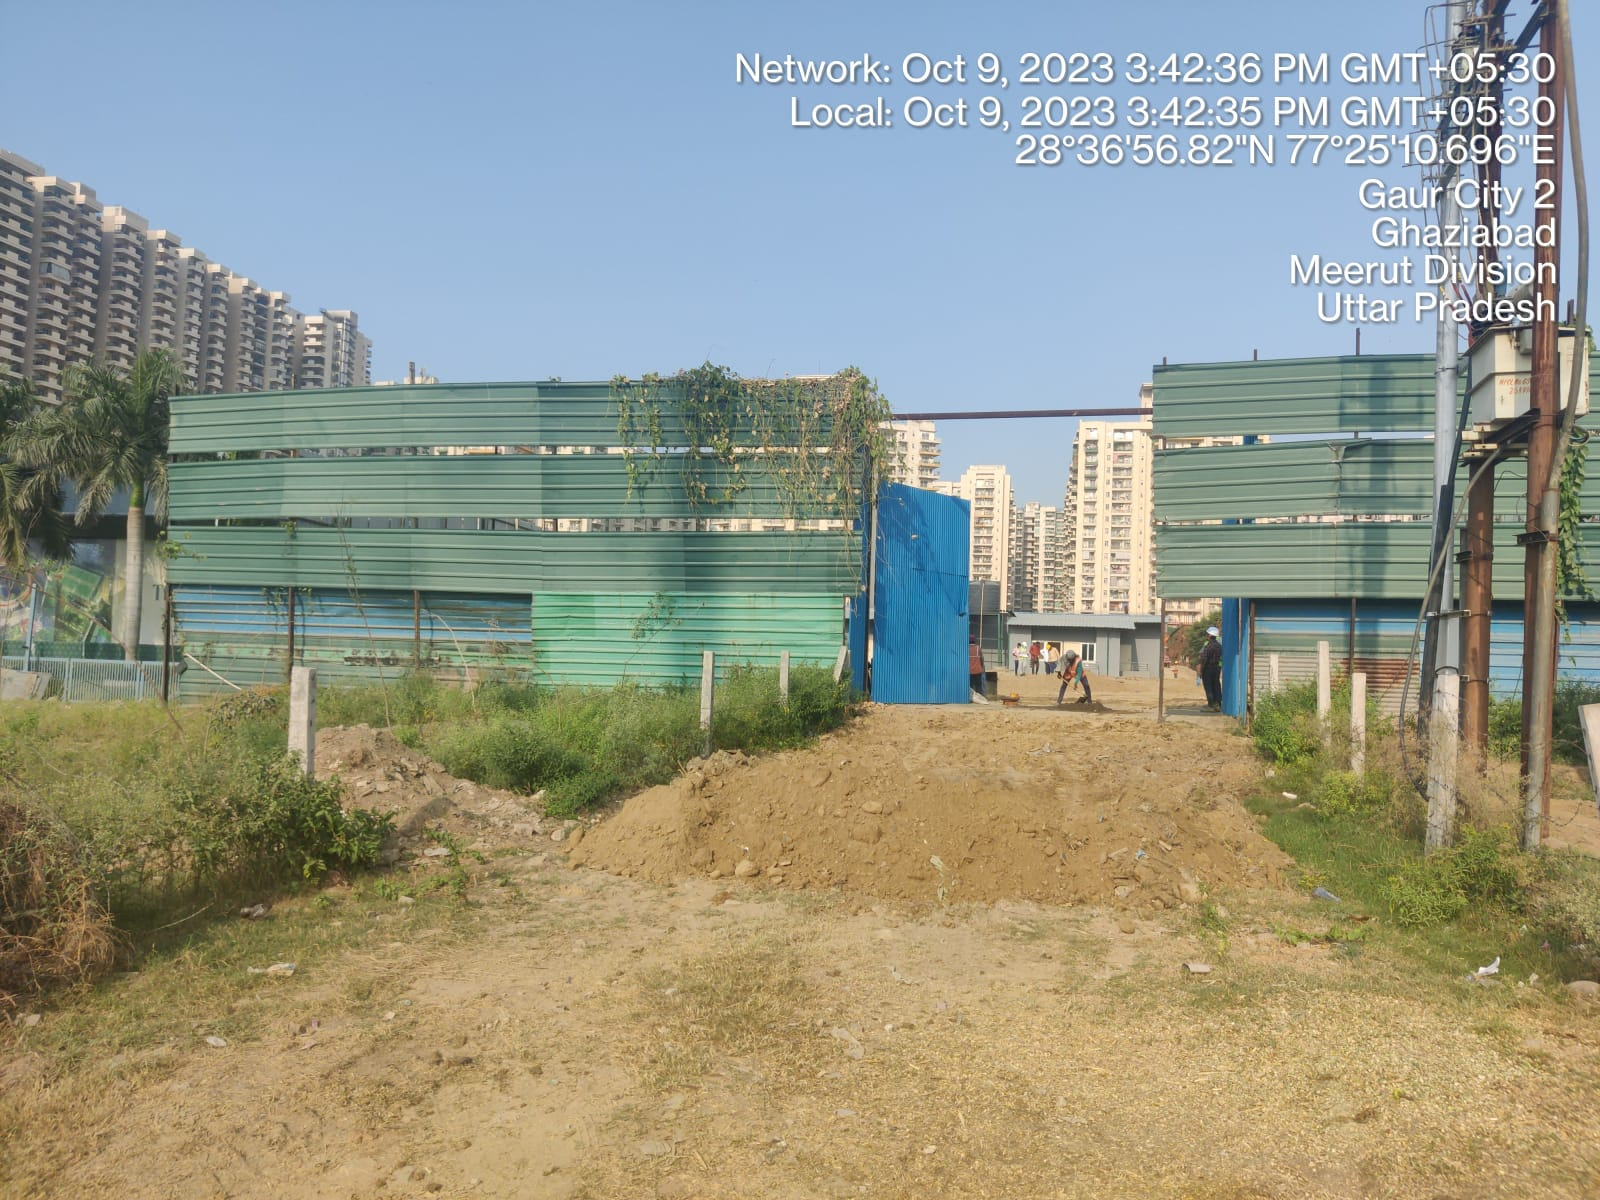 Network: Oct 9, 2023 3:42:36 PM GMT+05:30
Local: Oct 9, 2023 3:42:35 PM GMT+05:30
28°36'56.82"N 77°25'10.696"E
Gaur City 2
Ghaziabad
Meerut Division
Uttar Pradesh